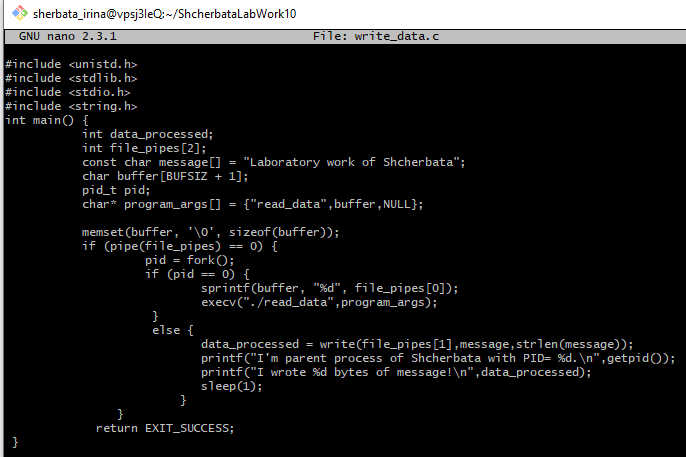 sherbata_irina@vpsj3leQ:~/ShcherbataLabWork10
GNU nano 2.3.1 File: write_data.c
#include <unistd.h>
#include <stdlib.h>
#include <stdio.h>
#include <string.h>
int main() {
int data_processed;
int file_pipes[2];
const char message[] = "Laboratory work of Shcherbata";
char buffer[BUFSIZ + 1];
pid_t pid;
char* program_args[] = {"read_data",buffer,NULL};
memset(buffer, '\0', sizeof(buffer));
if (pipe(file_pipes) == 0) {
pid = fork();
if (pid == 0) {
sprintf(buffer, "%d", file_pipes[0]);
execv("./read_data",program_args);
}
else {
data_processed = write(file_pipes[1],message,strlen(message));
printf("I'm parent process of Shcherbata with PID= %d.\n",getpid());
printf("I wrote %d bytes of message!\n",data_processed);
sleep(1);
}
}
return EXIT_SUCCESS;
}